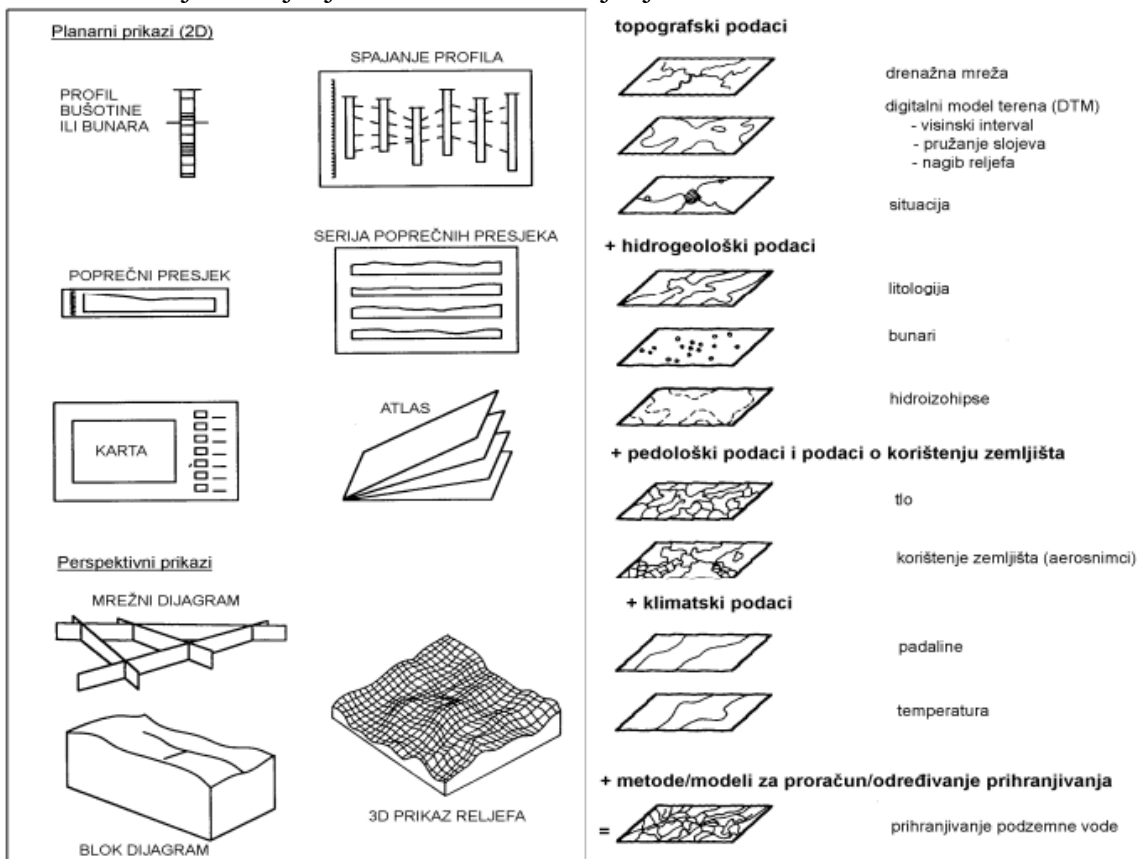 Planarni prikazi (2D)
PROFIL
BUŠOTINE
ILI BUNARA
SPAJANJE PROFILA
POPREČNI PRESJEK
SERIJA POPREČNIH PRESJEKA
KARTA
ATLAS
Perspektivni prikazi
MREŽNI DIJAGRAM
BLOK DIJAGRAM
3D PRIKAZ RELJEFA
topografski podaci
drenažna mreža
digitalni model terena (DTM)
- visinski interval
- pružanje slojeva
- nagib reljefa
situacija
+ hidrogeološki podaci
litologija
bunari
hidroizohipse
+ pedološki podaci i podaci o korištenju zemljišta
tlo
korištenje zemljišta (aerosnimci)
+ klimatski podaci
padaline
temperatura
+ metode/modeli za proračun/određivanje prihranjivanja
=
prihranjivanje podzemne vode